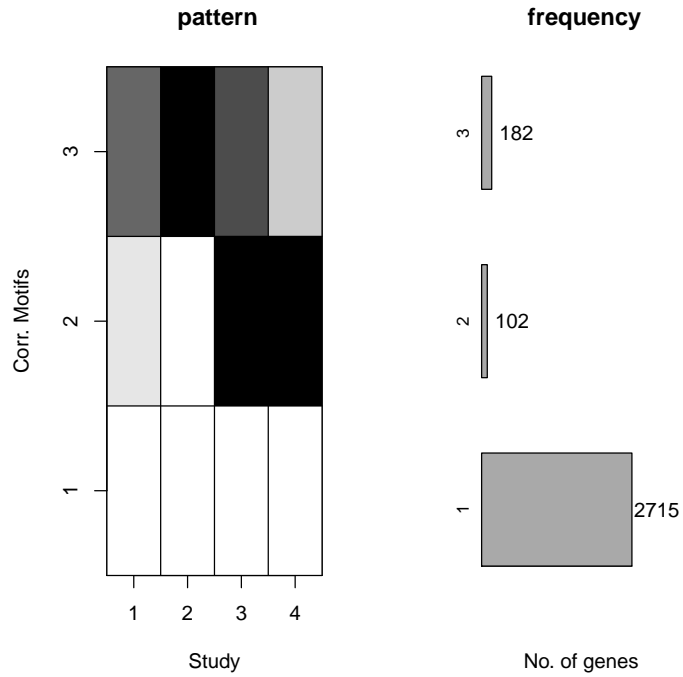 pattern
frequency
3
2
1
Corr. Motifs
1 2 3 4
Study
3
182
2
102
1
2715
No. of genes